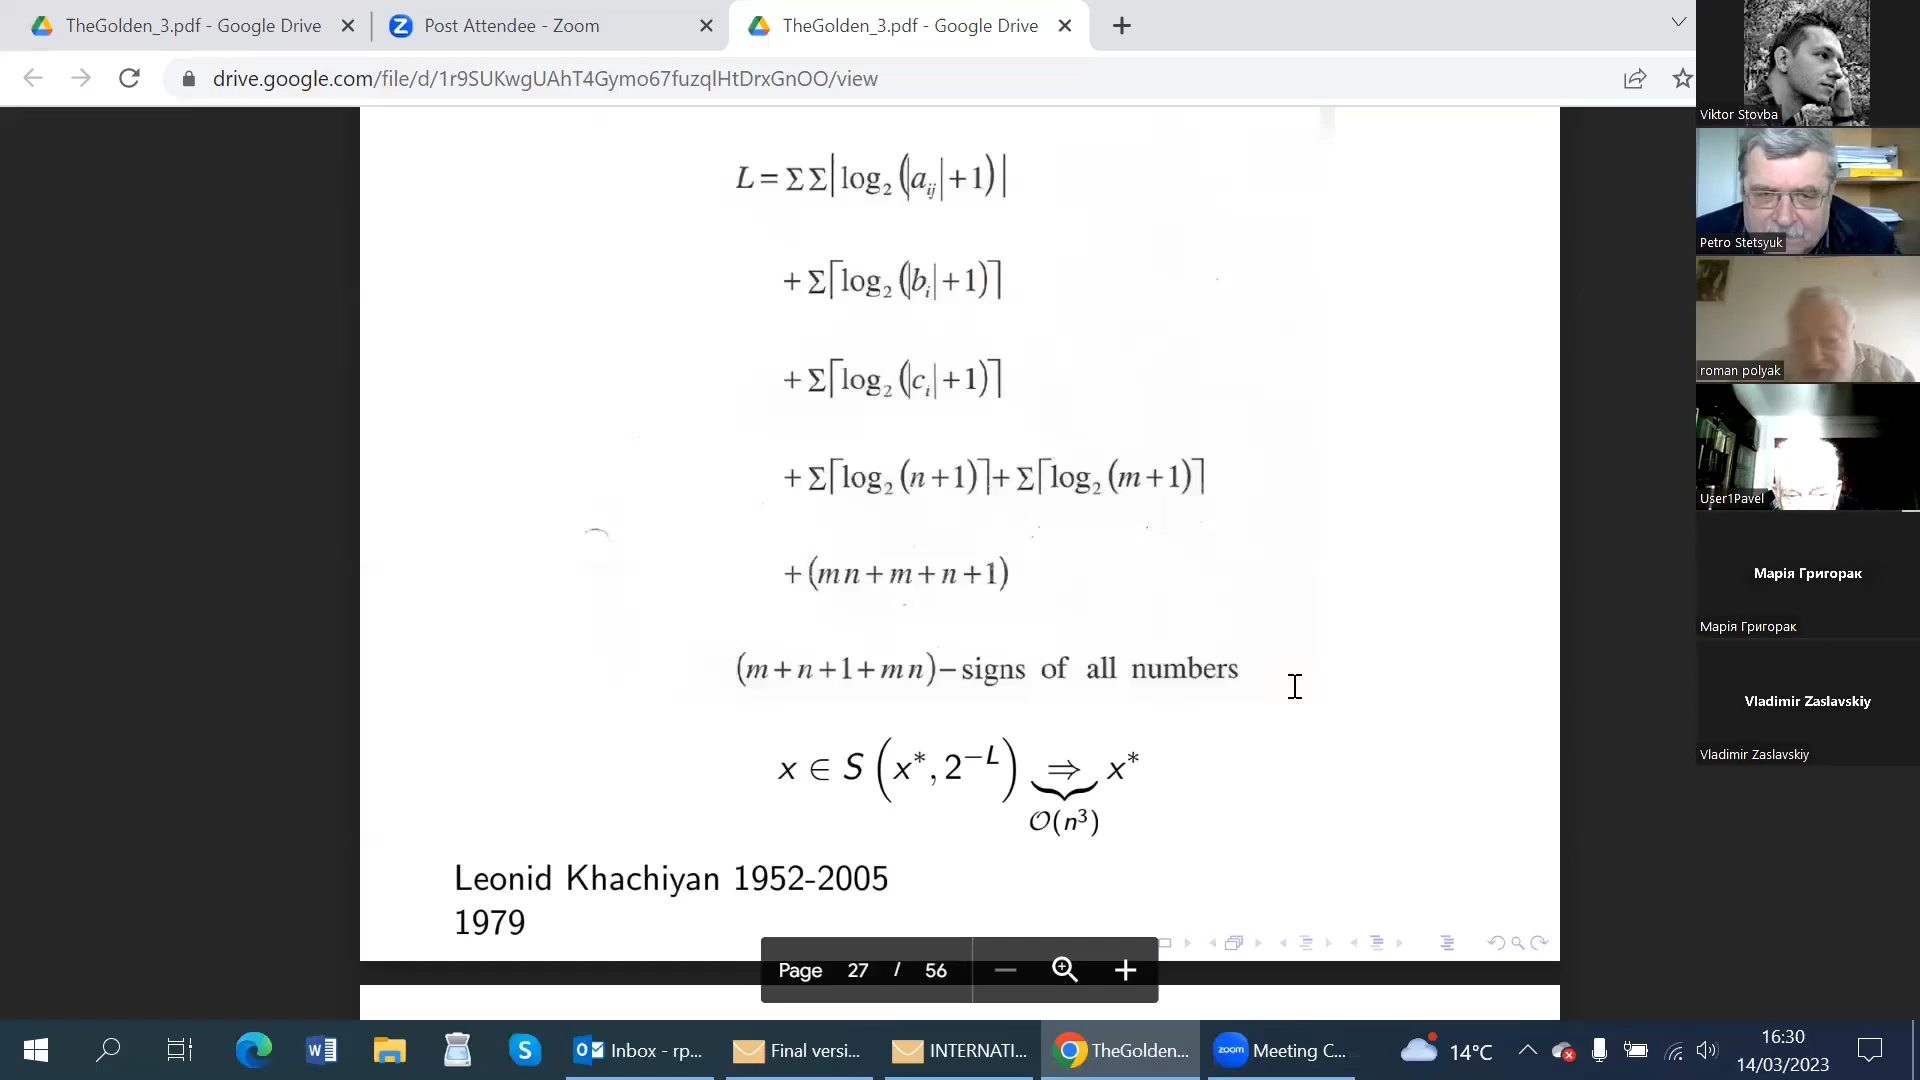 TheGolden_3.pdf - Google Drive
Post Attendee - Zoom
TheGolden_3.pdf - Google Drive
drive.google.com/file/d/1r9SUKwgUAhT4Gymo67fuzqlHtDrxGnOO/view
L = ΣΣ|log₂(|aᵢⱼ|+1)|
+ Σ⌈log₂(|bᵢ|+1)⌉
+ Σ⌈log₂(|cᵢ|+1)⌉
+ Σ⌈log₂(n+1)⌉ + Σ⌈log₂(m+1)⌉
+ (mn+m+n+1)
(m+n+1+mn) – signs of all numbers
x ∈ S(x*, 2^−L) ⇒ x*
O(n³)
Leonid Khachiyan 1952-2005
1979
Page 27 / 56
Viktor Stovba
Petro Stetsyuk
roman polyak
User1Pavel
Марія Григорак
Марія Григорак
Vladimir Zaslavskiy
Vladimir Zaslavskiy
Inbox - rp...
Final versi...
INTERNATI...
TheGolden...
zoom
Meeting C...
14°C
16:30
14/03/2023